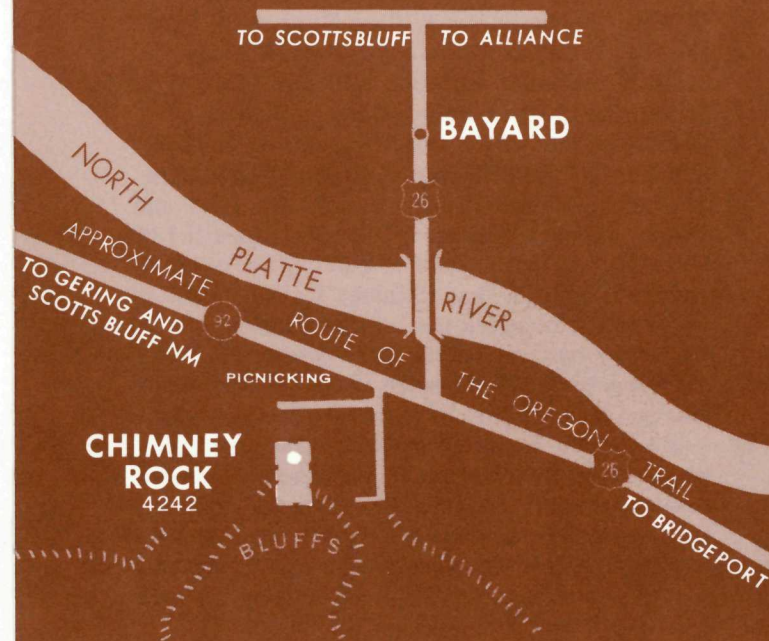 TO SCOTTSBLUFF
TO ALLIANCE
BAYARD
26
NORTH
PLATTE
RIVER
APPROXIMATE
ROUTE OF
THE OREGON
TRAIL
TO GERING AND
SCOTTS BLUFF NM
92
PICNICKING
26
TO BRIDGEPORT
CHIMNEY
ROCK
4242
BLUFFS